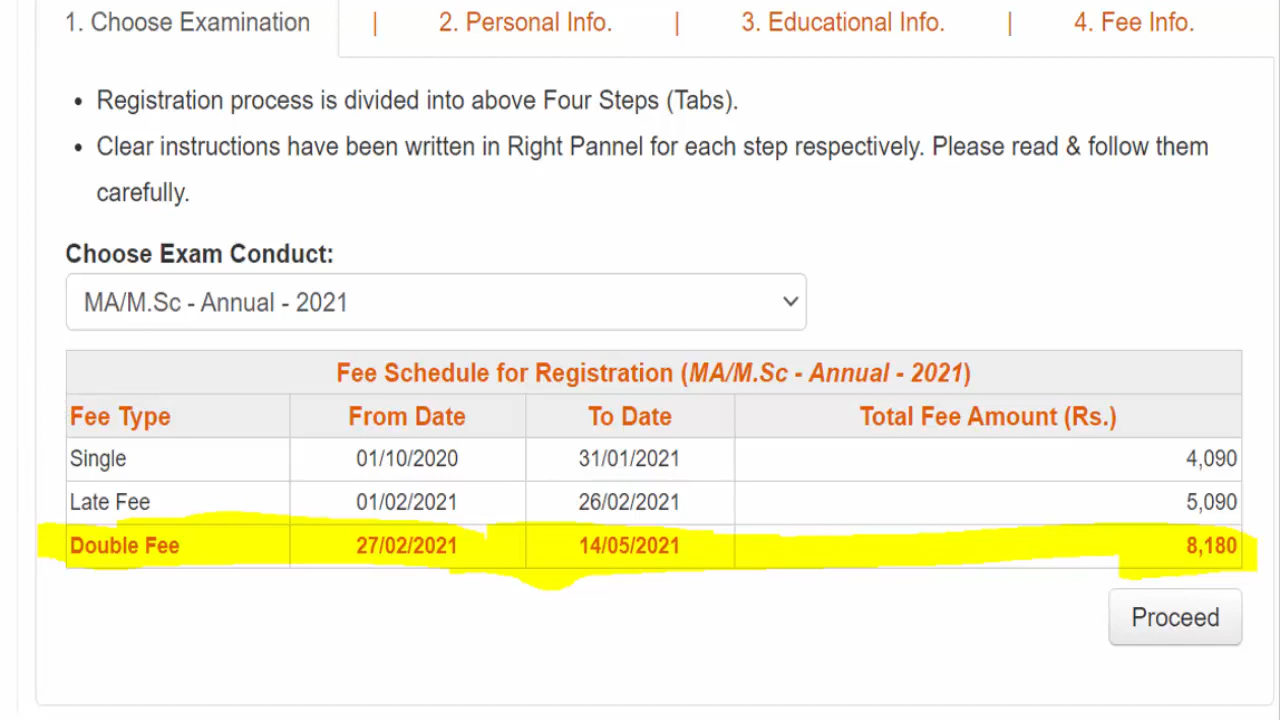 1. Choose Examination | 2. Personal Info. | 3. Educational Info. | 4. Fee Info.
• Registration process is divided into above Four Steps (Tabs).
• Clear instructions have been written in Right Pannel for each step respectively. Please read & follow them
carefully.
Choose Exam Conduct:
MA/M.Sc - Annual - 2021
Fee Schedule for Registration (MA/M.Sc - Annual - 2021)
Fee Type From Date To Date Total Fee Amount (Rs.)
Single 01/10/2020 31/01/2021 4,090
Late Fee 01/02/2021 26/02/2021 5,090
Double Fee 27/02/2021 14/05/2021 8,180
Proceed